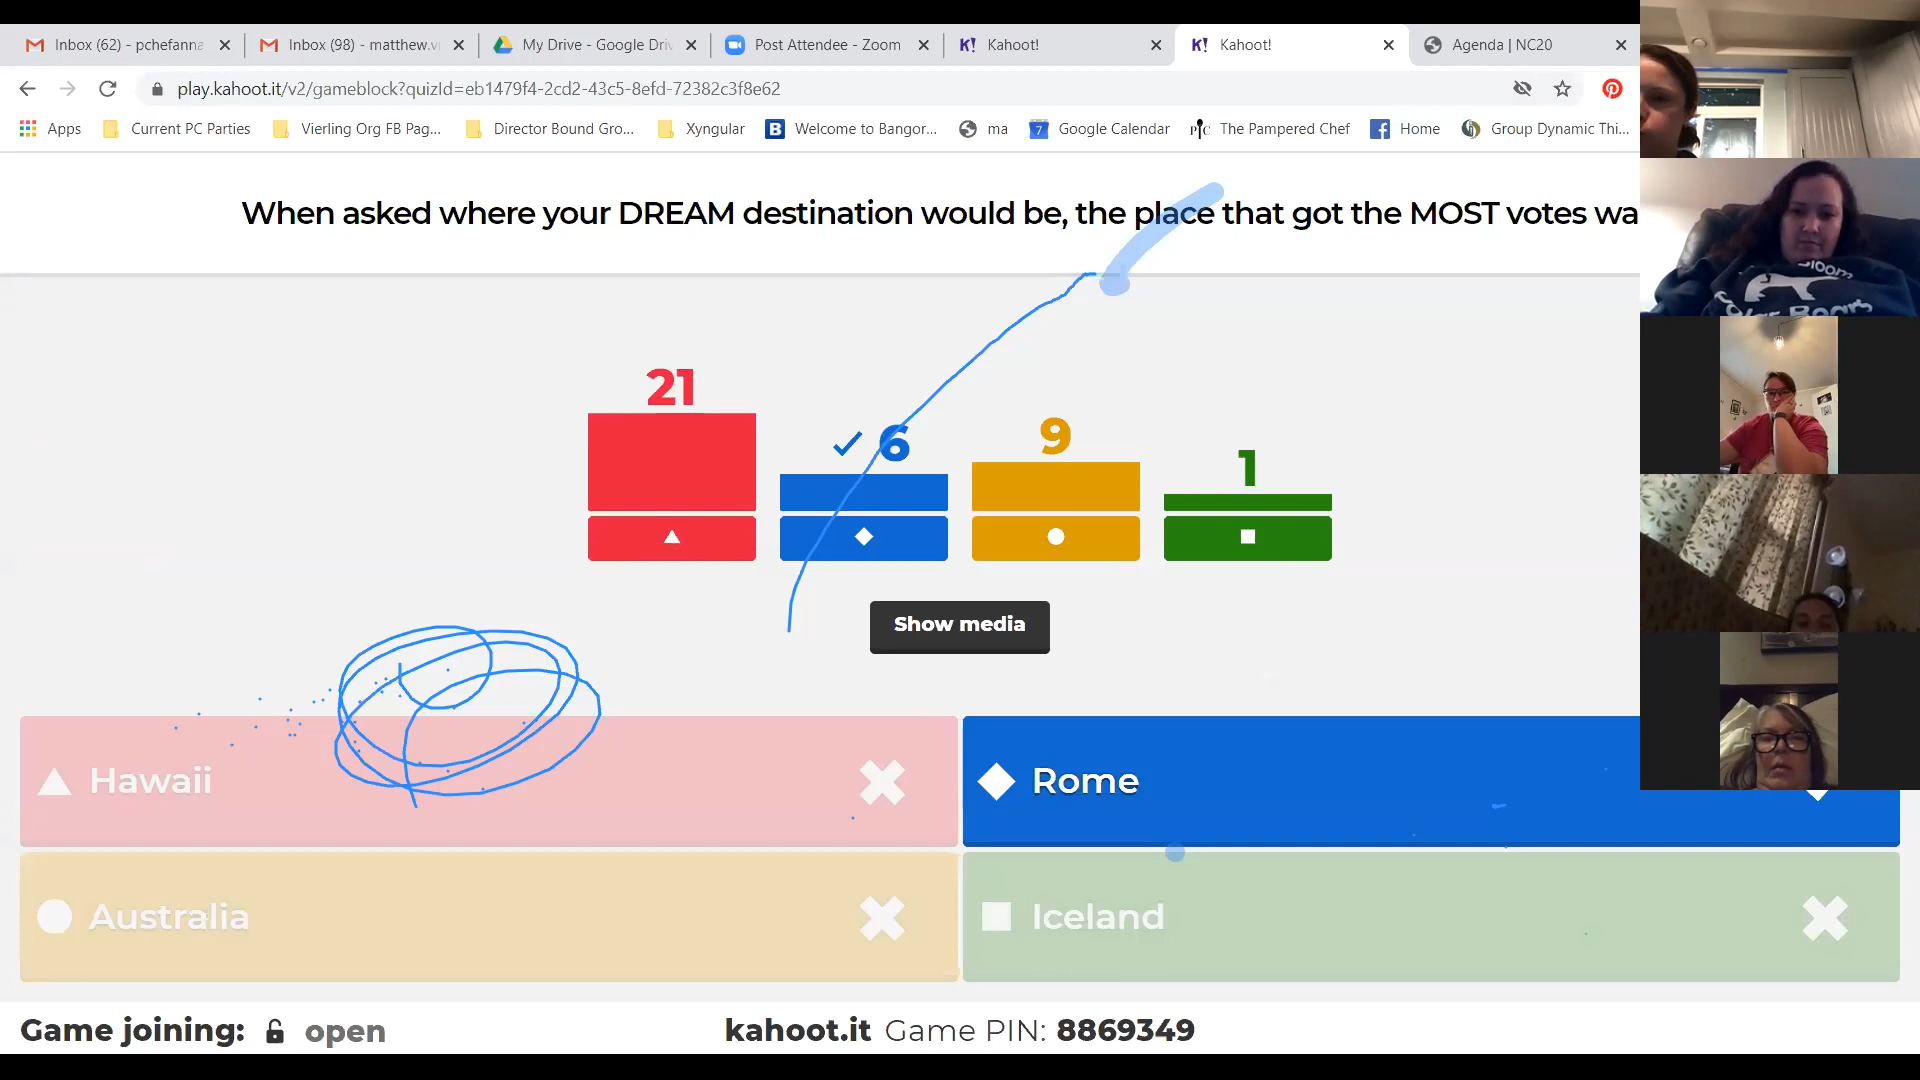 Inbox (62) - pchefanna
Inbox (98) - matthew.v
My Drive - Google Driv
Post Attendee - Zoom
K! Kahoot!
K! Kahoot!
Agenda | NC20
play.kahoot.it/v2/gameblock?quizId=eb1479f4-2cd2-43c5-8efd-72382c3f8e62
Apps
Current PC Parties
Vierling Org FB Pag...
Director Bound Gro...
Xyngular
B Welcome to Bangor...
ma
7 Google Calendar
The Pampered Chef
Home
Group Dynamic Thi...
When asked where your DREAM destination would be, the place that got the MOST votes wa
21
6
9
1
Show media
Hawaii
Rome
Australia
Iceland
Game joining: open
kahoot.it Game PIN: 8869349